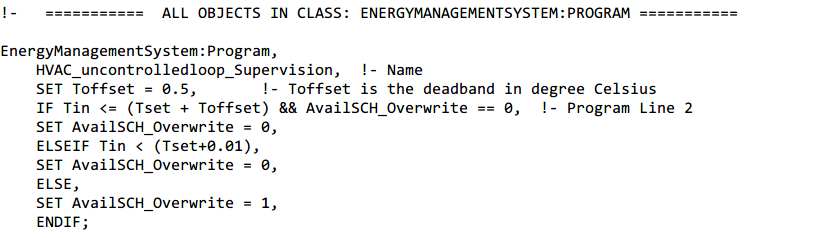 !-   ===========  ALL OBJECTS IN CLASS: ENERGYMANAGEMENTSYSTEM:PROGRAM ===========
EnergyManagementSystem:Program,
    HVAC_uncontrolledloop_Supervision,  !- Name
    SET Toffset = 0.5,       !- Toffset is the deadband in degree Celsius
    IF Tin <= (Tset + Toffset) && AvailSCH_Overwrite == 0,  !- Program Line 2
    SET AvailSCH_Overwrite = 0,
    ELSEIF Tin < (Tset+0.01),
    SET AvailSCH_Overwrite = 0,
    ELSE,
    SET AvailSCH_Overwrite = 1,
    ENDIF;